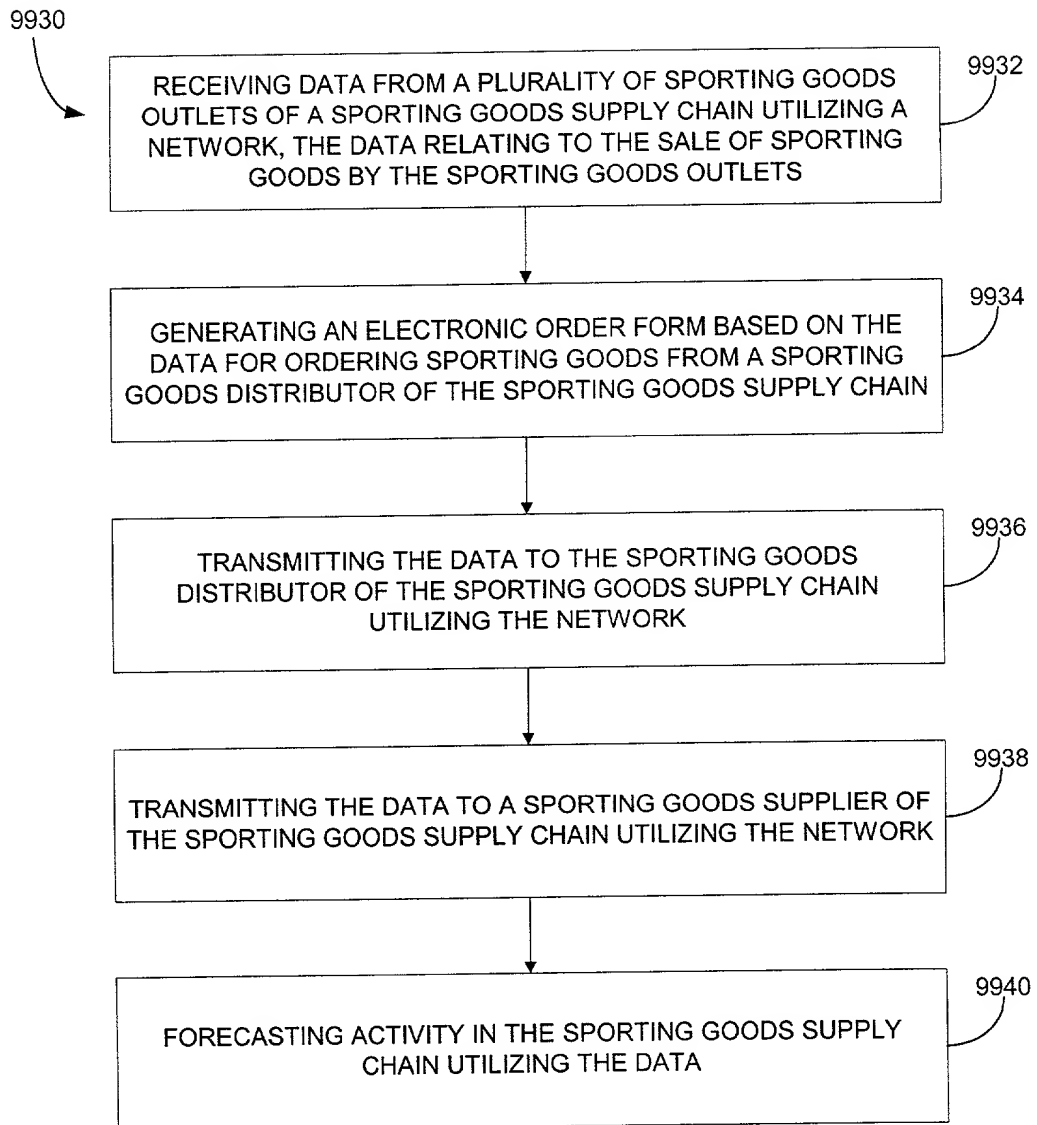 9930
RECEIVING DATA FROM A PLURALITY OF SPORTING GOODS
OUTLETS OF A SPORTING GOODS SUPPLY CHAIN UTILIZING A
NETWORK, THE DATA RELATING TO THE SALE OF SPORTING
GOODS BY THE SPORTING GOODS OUTLETS
9932
GENERATING AN ELECTRONIC ORDER FORM BASED ON THE
DATA FOR ORDERING SPORTING GOODS FROM A SPORTING
GOODS DISTRIBUTOR OF THE SPORTING GOODS SUPPLY CHAIN
9934
TRANSMITTING THE DATA TO THE SPORTING GOODS
DISTRIBUTOR OF THE SPORTING GOODS SUPPLY CHAIN
UTILIZING THE NETWORK
9936
TRANSMITTING THE DATA TO A SPORTING GOODS SUPPLIER OF
THE SPORTING GOODS SUPPLY CHAIN UTILIZING THE NETWORK
9938
FORECASTING ACTIVITY IN THE SPORTING GOODS SUPPLY
CHAIN UTILIZING THE DATA
9940